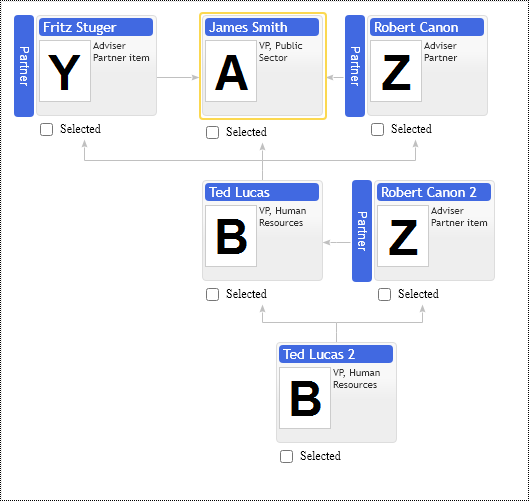 Partner
Fritz Stuger
Y
Adviser
Partner item
Selected
James Smith
A
VP, Public
Sector
Selected
Partner
Robert Canon
Z
Adviser
Partner
Selected
Ted Lucas
B
VP, Human
Resources
Selected
Partner
Robert Canon 2
Z
Adviser
Partner item
Selected
Ted Lucas 2
B
VP, Human
Resources
Selected